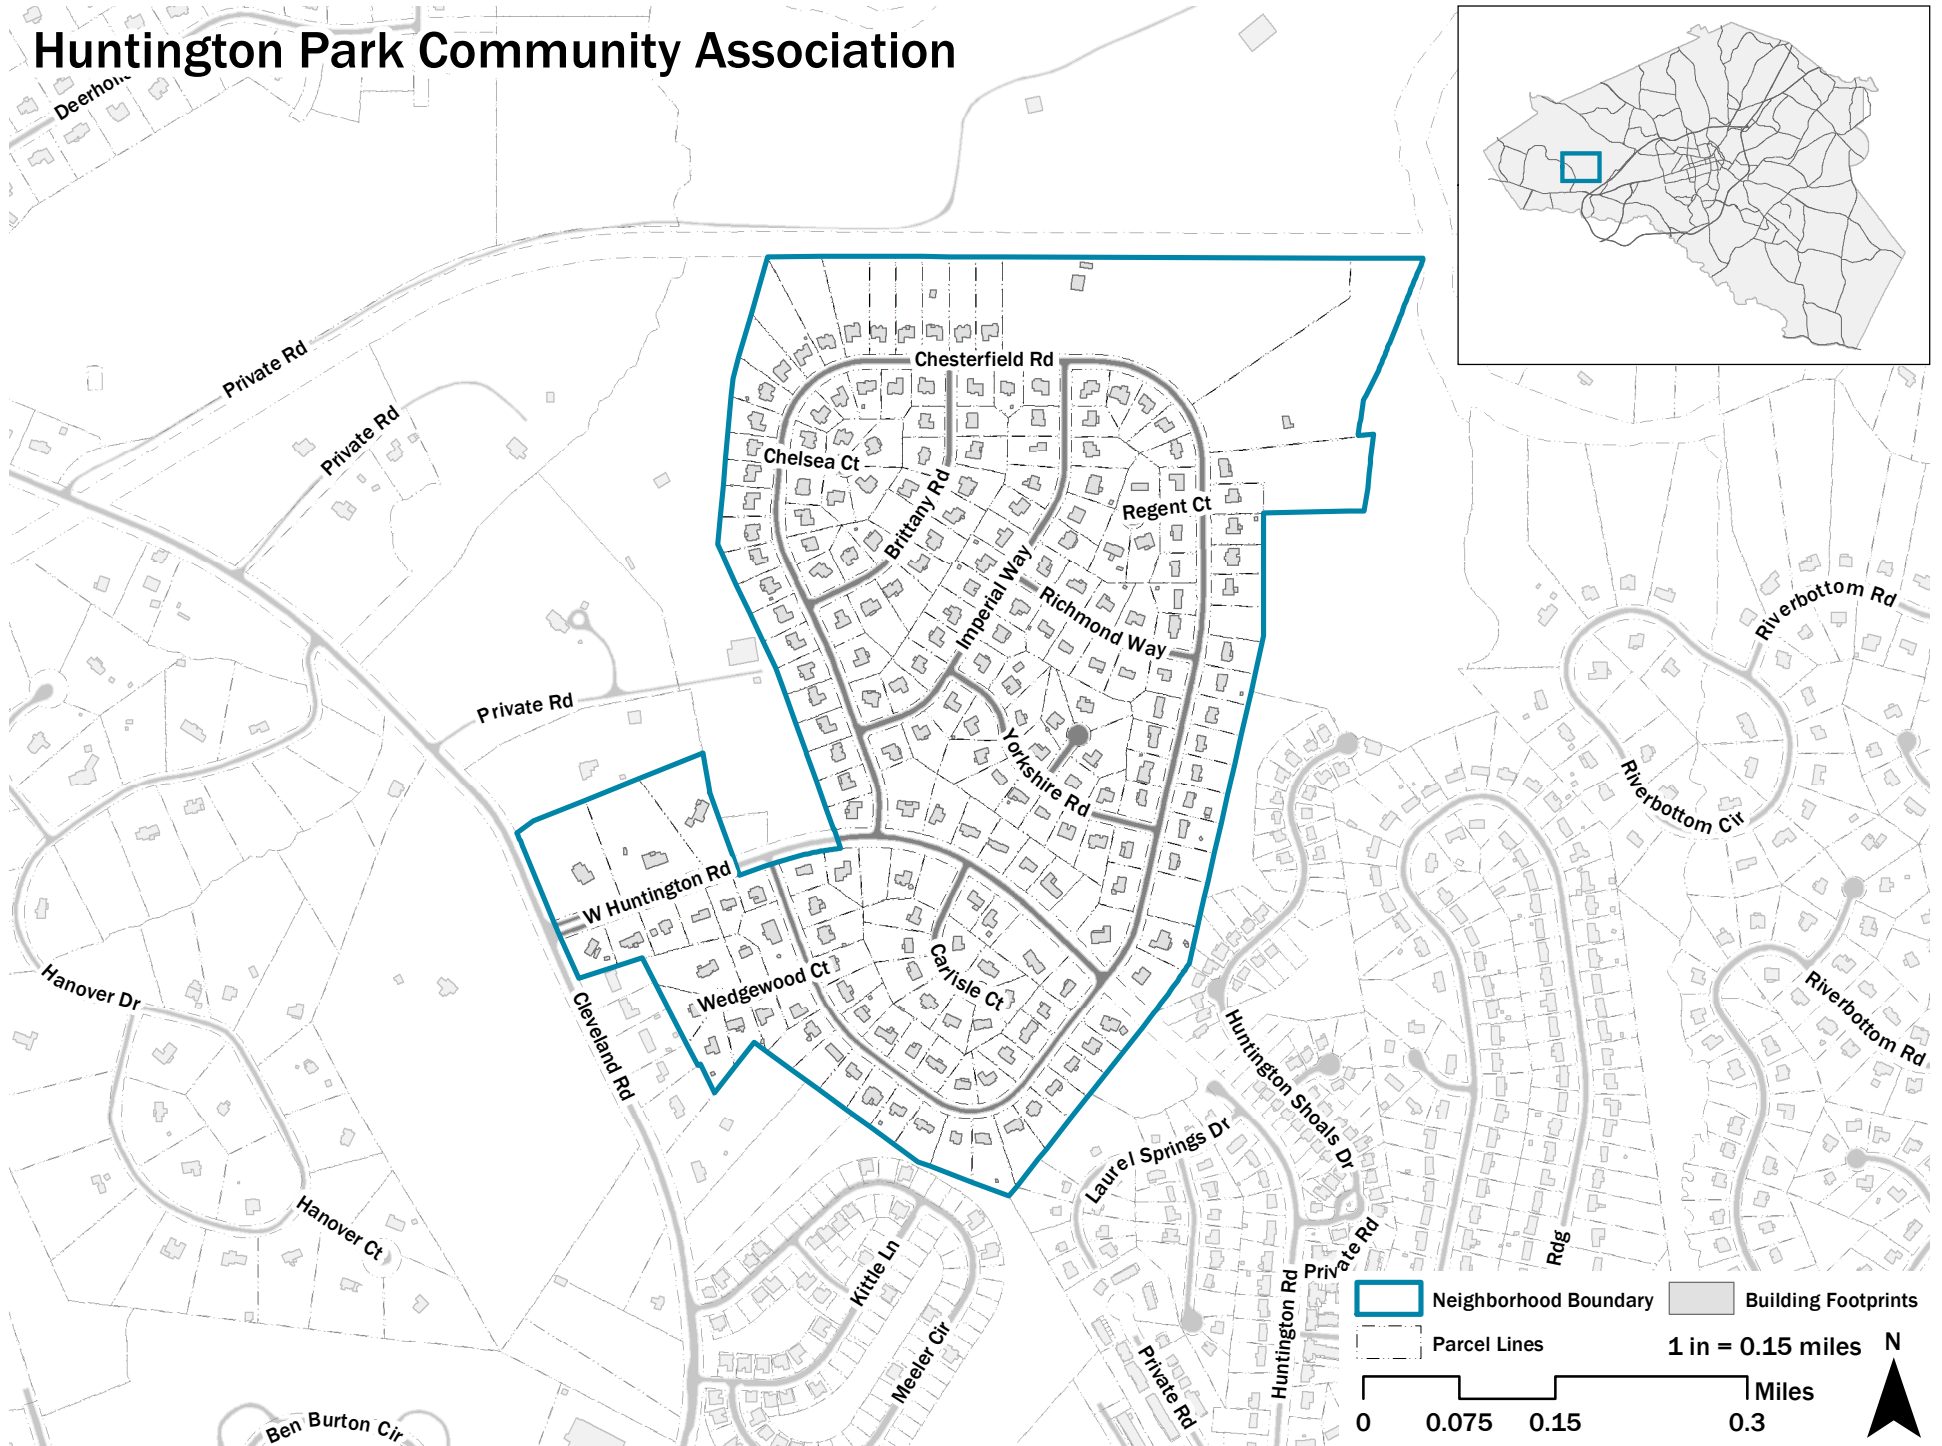 Huntington Park Community Association
Private Rd
Private Rd
Chesterfield Rd
Chelsea Ct
Brittany Rd
Regent Ct
Imperial Way
Richmond Way
Riverbottom Rd
Private Rd
Yorkshire Rd
Riverbottom Cir
W Huntington Rd
Wedgewood Ct
Carlisle Ct
Hanover Dr
Cleveland Rd
Riverbottom Rd
Huntington Shoals Dr
Laurel Springs Dr
Hanover Ct
Kittle Ln
Meeler Cir
Huntington Rd
Private Rd
Rdg
Private Rd
Ben Burton Cir
Neighborhood Boundary
Building Footprints
Parcel Lines
1 in = 0.15 miles
N
Miles
0 0.075 0.15 0.3